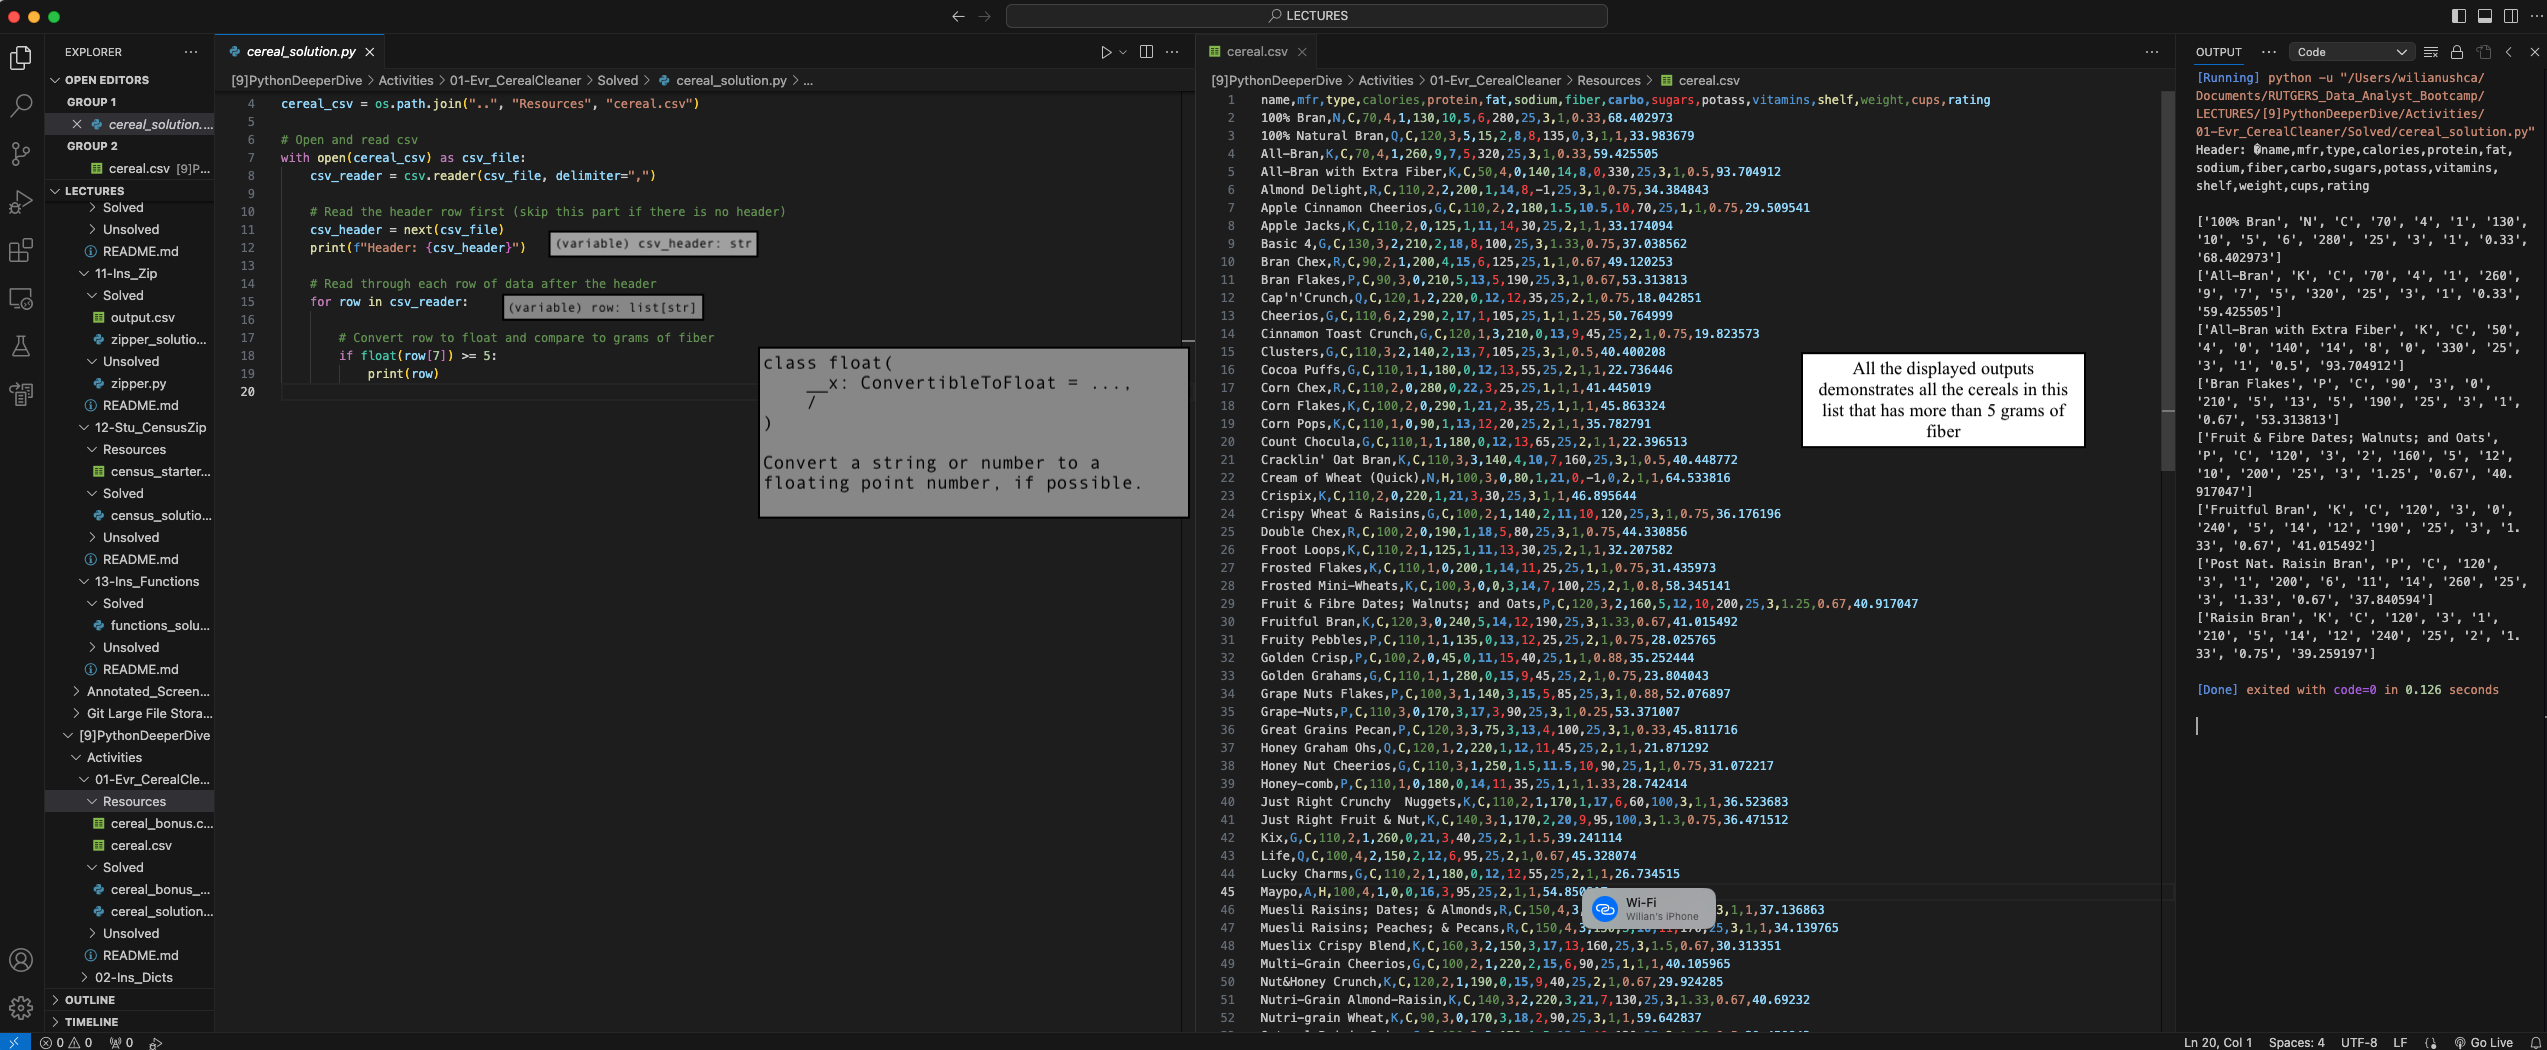 LECTURES
EXPLORER
OPEN EDITORS
GROUP 1
cereal_solution....
GROUP 2
cereal.csv [9]P...
LECTURES
Solved
Unsolved
README.md
11-Ins_Zip
Solved
output.csv
zipper_solutio...
Unsolved
zipper.py
README.md
12-Stu_CensusZip
Resources
census_starter...
Solved
census_solutio...
Unsolved
README.md
13-Ins_Functions
Solved
functions_solu...
Unsolved
README.md
Annotated_Screen...
Git Large File Stora...
[9]PythonDeeperDive
Activities
01-Evr_CerealCle...
Resources
cereal_bonus.c...
cereal.csv
Solved
cereal_bonus_...
cereal_solution...
Unsolved
README.md
02-Ins_Dicts
OUTLINE
TIMELINE
cereal_solution.py
[9]PythonDeeperDive > Activities > 01-Evr_CerealCleaner > Solved > cereal_solution.py > ...
4 cereal_csv = os.path.join("..", "Resources", "cereal.csv")
5
6 # Open and read csv
7 with open(cereal_csv) as csv_file:
8 csv_reader = csv.reader(csv_file, delimiter=",")
9
10 # Read the header row first (skip this part if there is no header)
11 csv_header = next(csv_file)
12 print(f"Header: {csv_header}")
(variable) csv_header: str
13
14 # Read through each row of data after the header
15 for row in csv_reader:
(variable) row: list[str]
16
17 # Convert row to float and compare to grams of fiber
18 if float(row[7]) >= 5:
19 print(row)
20
class float(
__x: ConvertibleToFloat = ...,
/
)
Convert a string or number to a
floating point number, if possible.
cereal.csv
[9]PythonDeeperDive > Activities > 01-Evr_CerealCleaner > Resources > cereal.csv
1 name,mfr,type,calories,protein,fat,sodium,fiber,carbo,sugars,potass,vitamins,shelf,weight,cups,rating
2 100% Bran,N,C,70,4,1,130,10,5,6,280,25,3,1,0.33,68.402973
3 100% Natural Bran,Q,C,120,3,5,15,2,8,8,135,0,3,1,1,33.983679
4 All-Bran,K,C,70,4,1,260,9,7,5,320,25,3,1,0.33,59.425505
5 All-Bran with Extra Fiber,K,C,50,4,0,140,14,8,0,330,25,3,1,0.5,93.704912
6 Almond Delight,R,C,110,2,2,200,1,14,8,-1,25,3,1,0.75,34.384843
7 Apple Cinnamon Cheerios,G,C,110,2,2,180,1.5,10.5,10,70,25,1,1,0.75,29.509541
8 Apple Jacks,K,C,110,2,0,125,1,11,14,30,25,2,1,1,33.174094
9 Basic 4,G,C,130,3,2,210,2,18,8,100,25,3,1.33,0.75,37.038562
10 Bran Chex,R,C,90,2,1,200,4,15,6,125,25,1,1,0.67,49.120253
11 Bran Flakes,P,C,90,3,0,210,5,13,5,190,25,3,1,0.67,53.313813
12 Cap'n'Crunch,Q,C,120,1,2,220,0,12,12,35,25,2,1,0.75,18.042851
13 Cheerios,G,C,110,6,2,290,2,17,1,105,25,1,1,1.25,50.764999
14 Cinnamon Toast Crunch,G,C,120,1,3,210,0,13,9,45,25,2,1,0.75,19.823573
15 Clusters,G,C,110,3,2,140,2,13,7,105,25,3,1,0.5,40.400208
16 Cocoa Puffs,G,C,110,1,1,180,0,12,13,55,25,2,1,1,22.736446
17 Corn Chex,R,C,110,2,0,280,0,22,3,25,25,1,1,1,41.445019
18 Corn Flakes,K,C,100,2,0,290,1,21,2,35,25,1,1,1,45.863324
19 Corn Pops,K,C,110,1,0,90,1,13,12,20,25,2,1,1,35.782791
20 Count Chocula,G,C,110,1,1,180,0,12,13,65,25,2,1,1,22.396513
21 Cracklin' Oat Bran,K,C,110,3,3,140,4,10,7,160,25,3,1,0.5,40.448772
22 Cream of Wheat (Quick),N,H,100,3,0,80,1,21,0,-1,0,2,1,1,64.533816
23 Crispix,K,C,110,2,0,220,1,21,3,30,25,3,1,1,46.895644
24 Crispy Wheat & Raisins,G,C,100,2,1,140,2,11,10,120,25,3,1,0.75,36.176196
25 Double Chex,R,C,100,2,0,190,1,18,5,80,25,3,1,0.75,44.330856
26 Froot Loops,K,C,110,2,1,125,1,11,13,30,25,2,1,1,32.207582
27 Frosted Flakes,K,C,110,1,0,200,1,14,11,25,25,1,1,0.75,31.435973
28 Frosted Mini-Wheats,K,C,100,3,0,0,3,14,7,100,25,2,1,0.8,58.345141
29 Fruit & Fibre Dates; Walnuts; and Oats,P,C,120,3,2,160,5,12,10,200,25,3,1.25,0.67,40.917047
30 Fruitful Bran,K,C,120,3,0,240,5,14,12,190,25,3,1.33,0.67,41.015492
31 Fruity Pebbles,P,C,110,1,1,135,0,13,12,25,25,2,1,0.75,28.025765
32 Golden Crisp,P,C,100,2,0,45,0,11,15,40,25,1,1,0.88,35.252444
33 Golden Grahams,G,C,110,1,1,280,0,15,9,45,25,2,1,0.75,23.804043
34 Grape Nuts Flakes,P,C,100,3,1,140,3,15,5,85,25,3,1,0.88,52.076897
35 Grape-Nuts,P,C,110,3,0,170,3,17,3,90,25,3,1,0.25,53.371007
36 Great Grains Pecan,P,C,120,3,3,75,3,13,4,100,25,3,1,0.33,45.811716
37 Honey Graham Ohs,Q,C,120,1,2,220,1,12,11,45,25,2,1,1,21.871292
38 Honey Nut Cheerios,G,C,110,3,1,250,1.5,11.5,10,90,25,1,1,0.75,31.072217
39 Honey-comb,P,C,110,1,0,180,0,14,11,35,25,1,1,1.33,28.742414
40 Just Right Crunchy  Nuggets,K,C,110,2,1,170,1,17,6,60,100,3,1,1,36.523683
41 Just Right Fruit & Nut,K,C,140,3,1,170,2,20,9,95,100,3,1.3,0.75,36.471512
42 Kix,G,C,110,2,1,260,0,21,3,40,25,2,1,1.5,39.241114
43 Life,Q,C,100,4,2,150,2,12,6,95,25,2,1,0.67,45.328074
44 Lucky Charms,G,C,110,2,1,180,0,12,12,55,25,2,1,1,26.734515
45 Maypo,A,H,100,4,1,0,0,16,3,95,25,2,1,1,54.850
46 Muesli Raisins; Dates; & Almonds,R,C,150,4,3, 3,1,1,37.136863
47 Muesli Raisins; Peaches; & Pecans,R,C,150,4,3, 25,3,1,1,34.139765
48 Mueslix Crispy Blend,K,C,160,3,2,150,3,17,13,160,25,3,1.5,0.67,30.313351
49 Multi-Grain Cheerios,G,C,100,2,1,220,2,15,6,90,25,1,1,1,40.105965
50 Nut&Honey Crunch,K,C,120,2,1,190,0,15,9,40,25,2,1,0.67,29.924285
51 Nutri-Grain Almond-Raisin,K,C,140,3,2,220,3,21,7,130,25,3,1.33,0.67,40.69232
52 Nutri-grain Wheat,K,C,90,3,0,170,3,18,2,90,25,3,1,1,59.642837
All the displayed outputs
demonstrates all the cereals in this
list that has more than 5 grams of
fiber
Wi-Fi
Wilian's iPhone
OUTPUT
Code
[Running] python -u "/Users/wilianushca/
Documents/RUTGERS_Data_Analyst_Bootcamp/
LECTURES/[9]PythonDeeperDive/Activities/
01-Evr_CerealCleaner/Solved/cereal_solution.py"
Header: �name,mfr,type,calories,protein,fat,
sodium,fiber,carbo,sugars,potass,vitamins,
shelf,weight,cups,rating
['100% Bran', 'N', 'C', '70', '4', '1', '130',
'10', '5', '6', '280', '25', '3', '1', '0.33',
'68.402973']
['All-Bran', 'K', 'C', '70', '4', '1', '260',
'9', '7', '5', '320', '25', '3', '1', '0.33',
'59.425505']
['All-Bran with Extra Fiber', 'K', 'C', '50',
'4', '0', '140', '14', '8', '0', '330', '25',
'3', '1', '0.5', '93.704912']
['Bran Flakes', 'P', 'C', '90', '3', '0',
'210', '5', '13', '5', '190', '25', '3', '1',
'0.67', '53.313813']
['Fruit & Fibre Dates; Walnuts; and Oats',
'P', 'C', '120', '3', '2', '160', '5', '12',
'10', '200', '25', '3', '1.25', '0.67', '40.
917047']
['Fruitful Bran', 'K', 'C', '120', '3', '0',
'240', '5', '14', '12', '190', '25', '3', '1.
33', '0.67', '41.015492']
['Post Nat. Raisin Bran', 'P', 'C', '120',
'3', '1', '200', '6', '11', '14', '260', '25',
'3', '1.33', '0.67', '37.840594']
['Raisin Bran', 'K', 'C', '120', '3', '1',
'210', '5', '14', '12', '240', '25', '2', '1.
33', '0.75', '39.259197']
[Done] exited with code=0 in 0.126 seconds
0 0 0
Ln 20, Col 1 Spaces: 4 UTF-8 LF Go Live